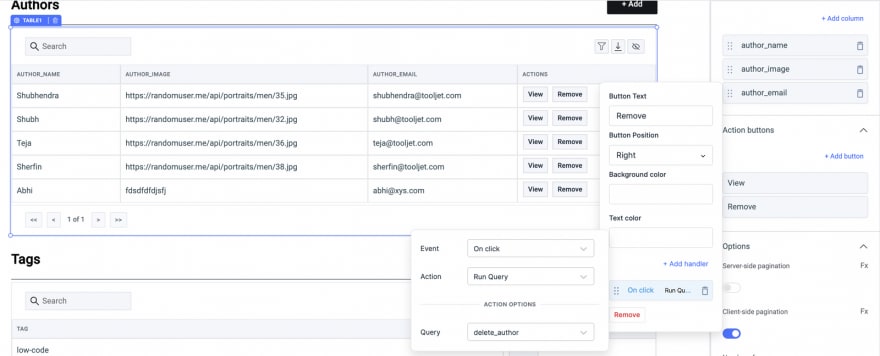 Authors
+ Add
TABLE1
Search
AUTHOR_NAME AUTHOR_IMAGE AUTHOR_EMAIL ACTIONS
Shubhendra https://randomuser.me/api/portraits/men/35.jpg shubhendra@tooljet.com View Remove
Shubh https://randomuser.me/api/portraits/men/32.jpg shubh@tooljet.com View Remove
Teja https://randomuser.me/api/portraits/men/36.jpg teja@tooljet.com View Remove
Sherfin https://randomuser.me/api/portraits/men/38.jpg sherfin@tooljet.com View Remove
Abhi fdsdfdfdjsfj abhi@xys.com View Remove
<< < 1 of 1 > >>
Tags
Search
TAG
low-code
Event On click
Action Run Query
ACTION OPTIONS
Query delete_author
Button Text
Remove
Button Position
Right
Background color
Text color
+ Add handler
On click Run Qu...
Remove
+ Add column
author_name
author_image
author_email
Action buttons
+ Add button
View
Remove
Options
Server-side pagination Fx
Client-side pagination Fx